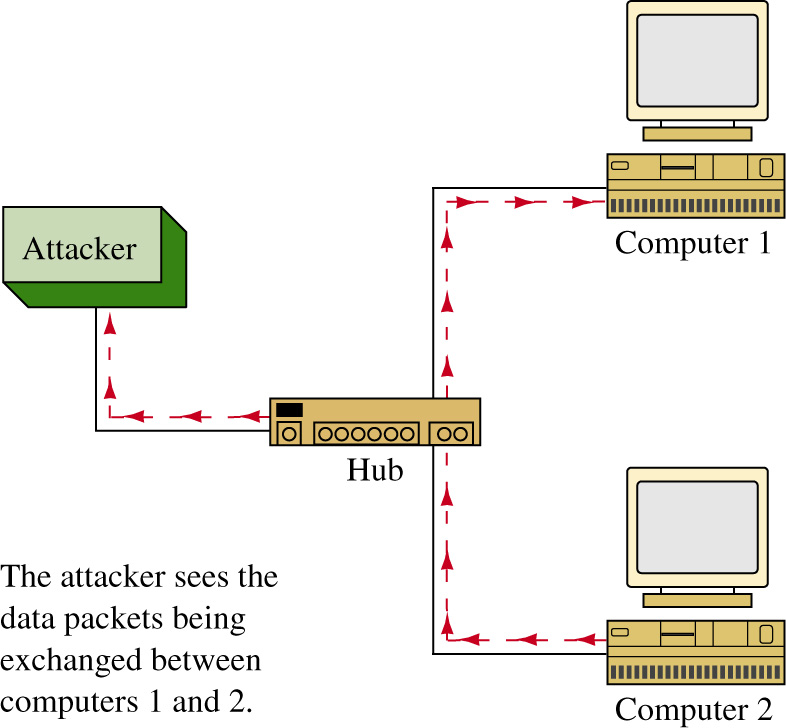 Computer 1
Attacker
Hub
The attacker sees the
data packets being
exchanged between
computers 1 and 2.
Computer 2